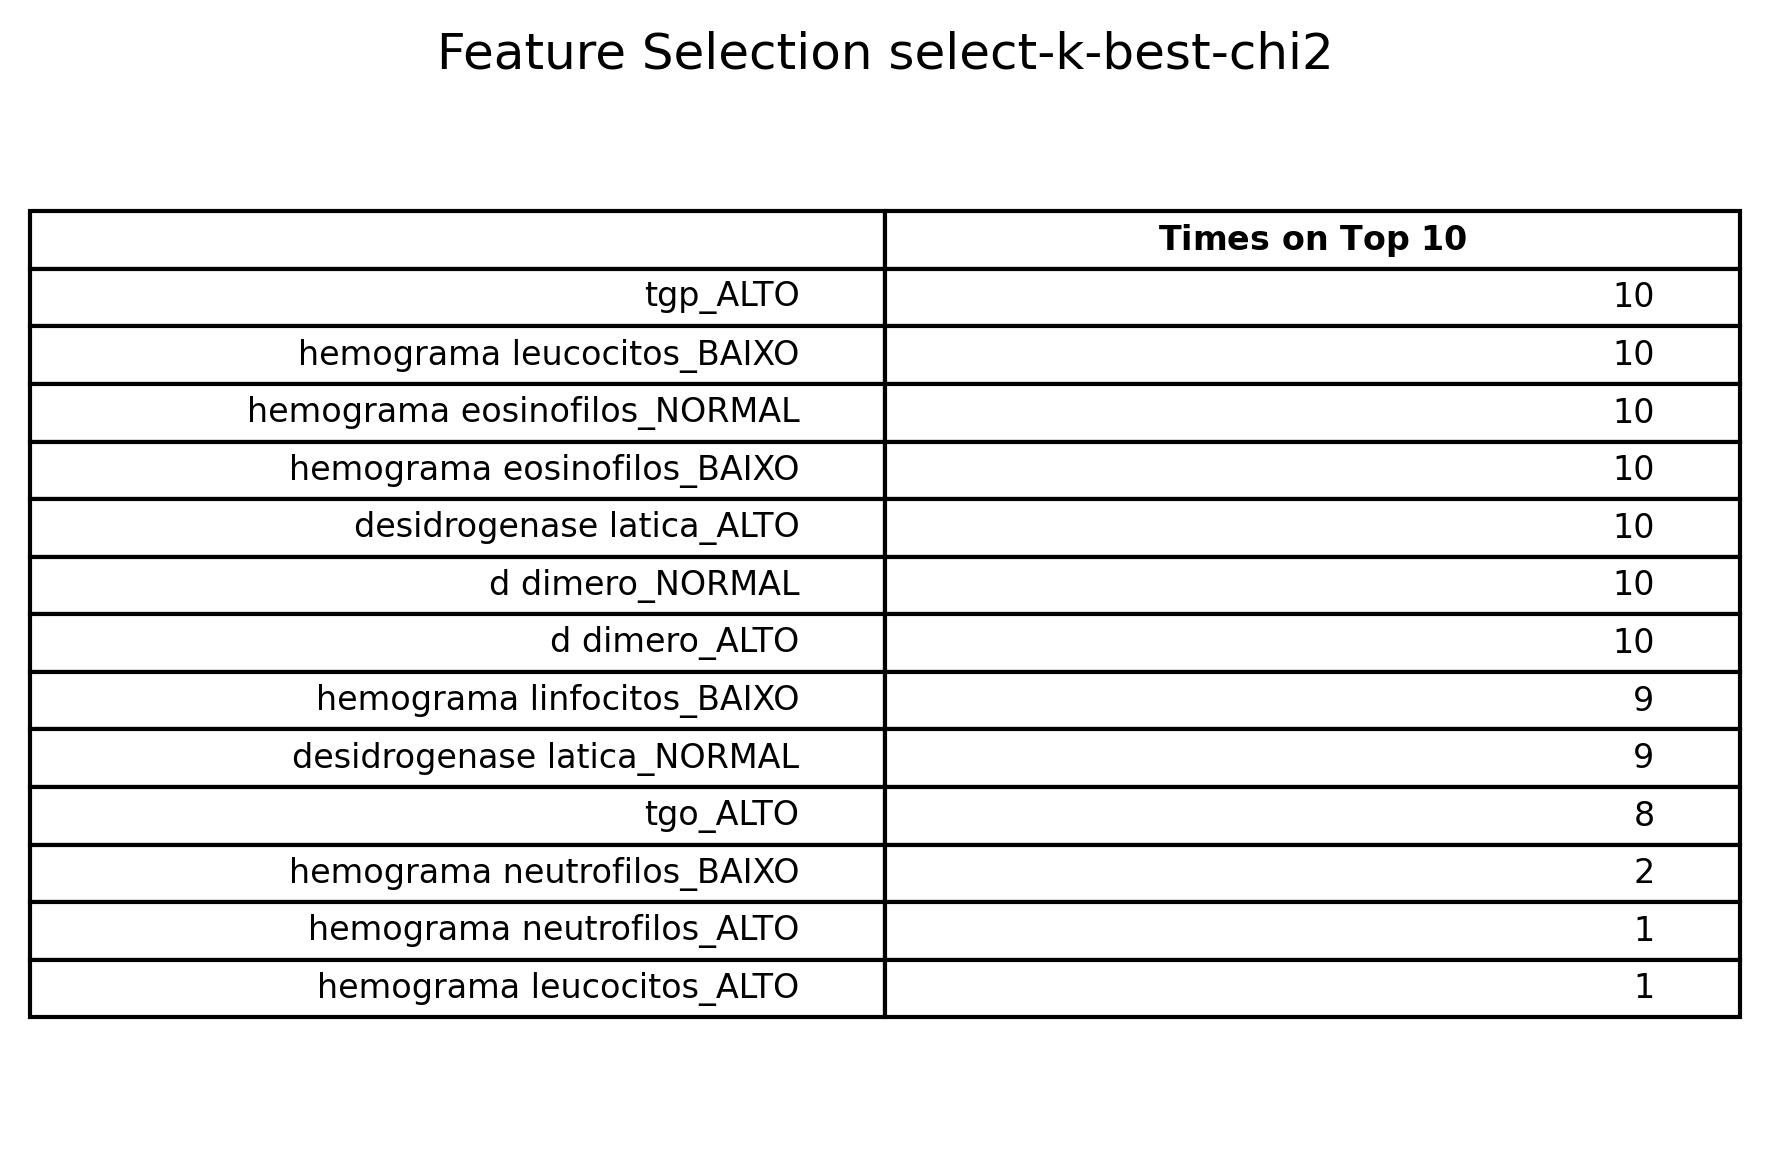 Feature Selection select-k-best-chi2
Times on Top 10
tgp_ALTO 10
hemograma leucocitos_BAIXO 10
hemograma eosinofilos_NORMAL 10
hemograma eosinofilos_BAIXO 10
desidrogenase latica_ALTO 10
d dimero_NORMAL 10
d dimero_ALTO 10
hemograma linfocitos_BAIXO 9
desidrogenase latica_NORMAL 9
tgo_ALTO 8
hemograma neutrofilos_BAIXO 2
hemograma neutrofilos_ALTO 1
hemograma leucocitos_ALTO 1